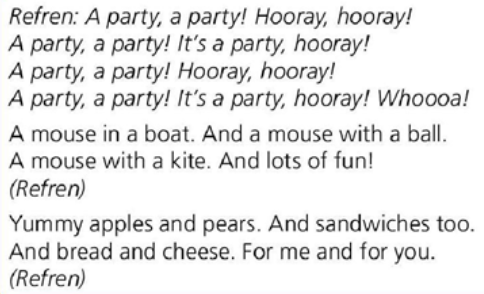 Refren: A party, a party! Hooray, hooray!
A party, a party! It's a party, hooray!
A party, a party! Hooray, hooray!
A party, a party! It's a party, hooray! Whoooa!
A mouse in a boat. And a mouse with a ball.
A mouse with a kite. And lots of fun!
(Refren)
Yummy apples and pears. And sandwiches too.
And bread and cheese. For me and for you.
(Refren)